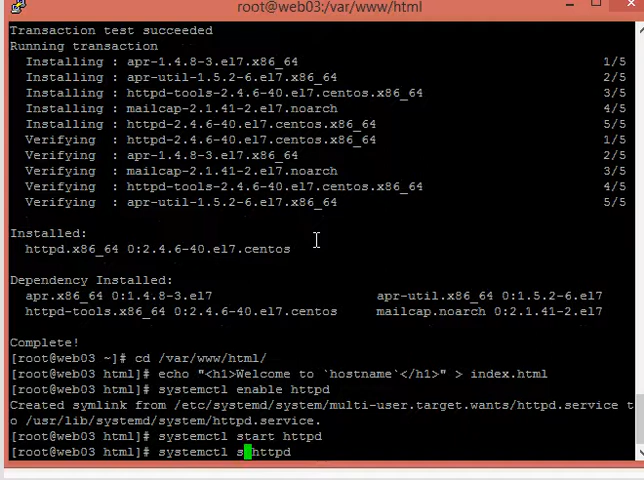 root@web03:/var/www/html
Transaction test succeeded
Running transaction
  Installing : apr-1.4.8-3.el7.x86_64 1/5
  Installing : apr-util-1.5.2-6.el7.x86_64 2/5
  Installing : httpd-tools-2.4.6-40.el7.centos.x86_64 3/5
  Installing : mailcap-2.1.41-2.el7.noarch 4/5
  Installing : httpd-2.4.6-40.el7.centos.x86_64 5/5
  Verifying  : httpd-2.4.6-40.el7.centos.x86_64 1/5
  Verifying  : apr-1.4.8-3.el7.x86_64 2/5
  Verifying  : mailcap-2.1.41-2.el7.noarch 3/5
  Verifying  : httpd-tools-2.4.6-40.el7.centos.x86_64 4/5
  Verifying  : apr-util-1.5.2-6.el7.x86_64 5/5
Installed:
  httpd.x86_64 0:2.4.6-40.el7.centos
Dependency Installed:
  apr.x86_64 0:1.4.8-3.el7 apr-util.x86_64 0:1.5.2-6.el7
  httpd-tools.x86_64 0:2.4.6-40.el7.centos mailcap.noarch 0:2.1.41-2.el7
Complete!
[root@web03 ~]# cd /var/www/html/
[root@web03 html]# echo "<h1>Welcome to `hostname`</h1>" > index.html
[root@web03 html]# systemctl enable httpd
Created symlink from /etc/systemd/system/multi-user.target.wants/httpd.service t
o /usr/lib/systemd/system/httpd.service.
[root@web03 html]# systemctl start httpd
[root@web03 html]# systemctl s httpd